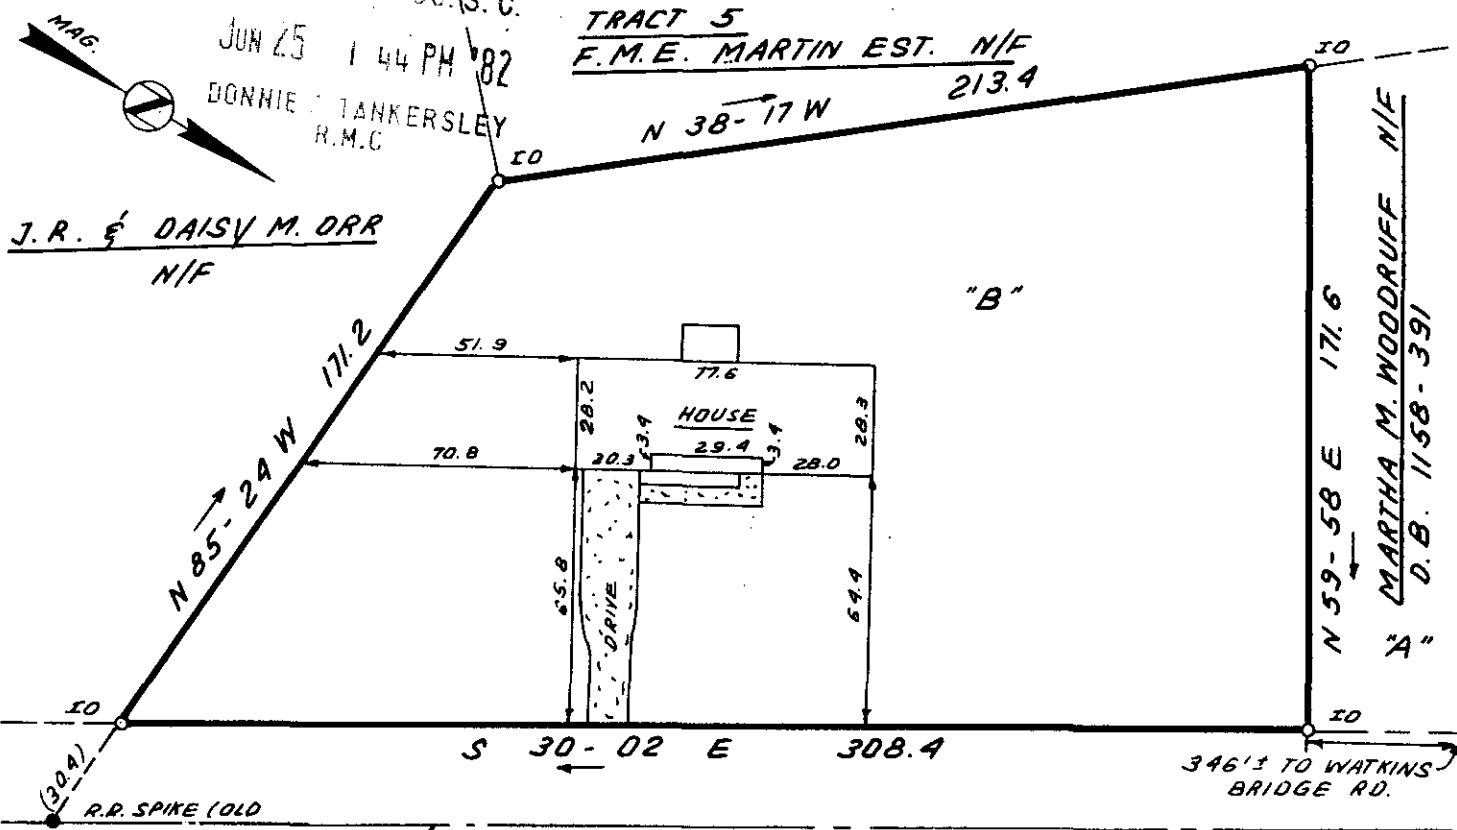 S. C.
JUN 25 1 44 PM '82
DONNIE S TANKERSLEY
R.M.C
MAG.
TRACT 5
F.M.E. MARTIN EST. N/F
213.4
N 38-17 W
IO
IO
J.R. & DAISY M. ORR
N/F
N 85-24 W 171.2
"B"
51.9
77.6
28.2
HOUSE
28.3
3.4
29.4
3.4
70.8
20.3
28.0
65.8
DRIVE
64.4
N 59-58 E 171.6
MARTHA M. WOODRUFF N/F
D.B. 1158-391
"A"
IO
IO
S 30-02 E 308.4
346'± TO WATKINS
BRIDGE RD.
(30.4)
R.R. SPIKE (OLD